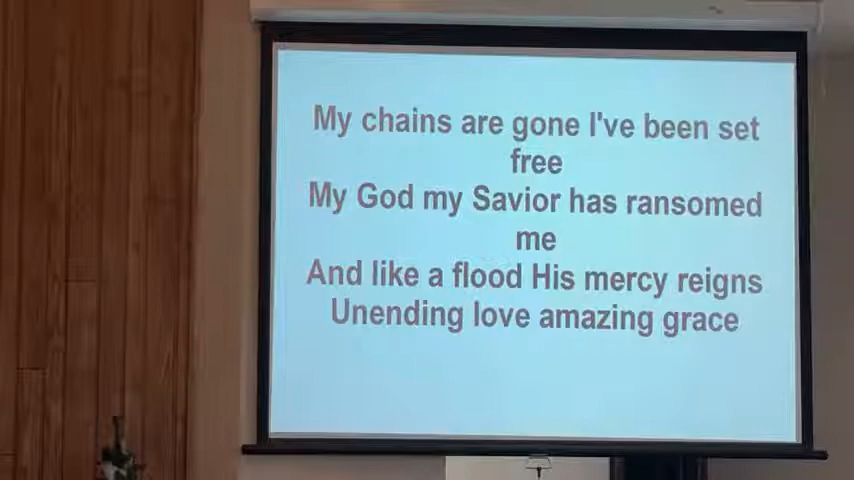 My chains are gone I've been set
free
My God my Savior has ransomed
me
And like a flood His mercy reigns
Unending love amazing grace